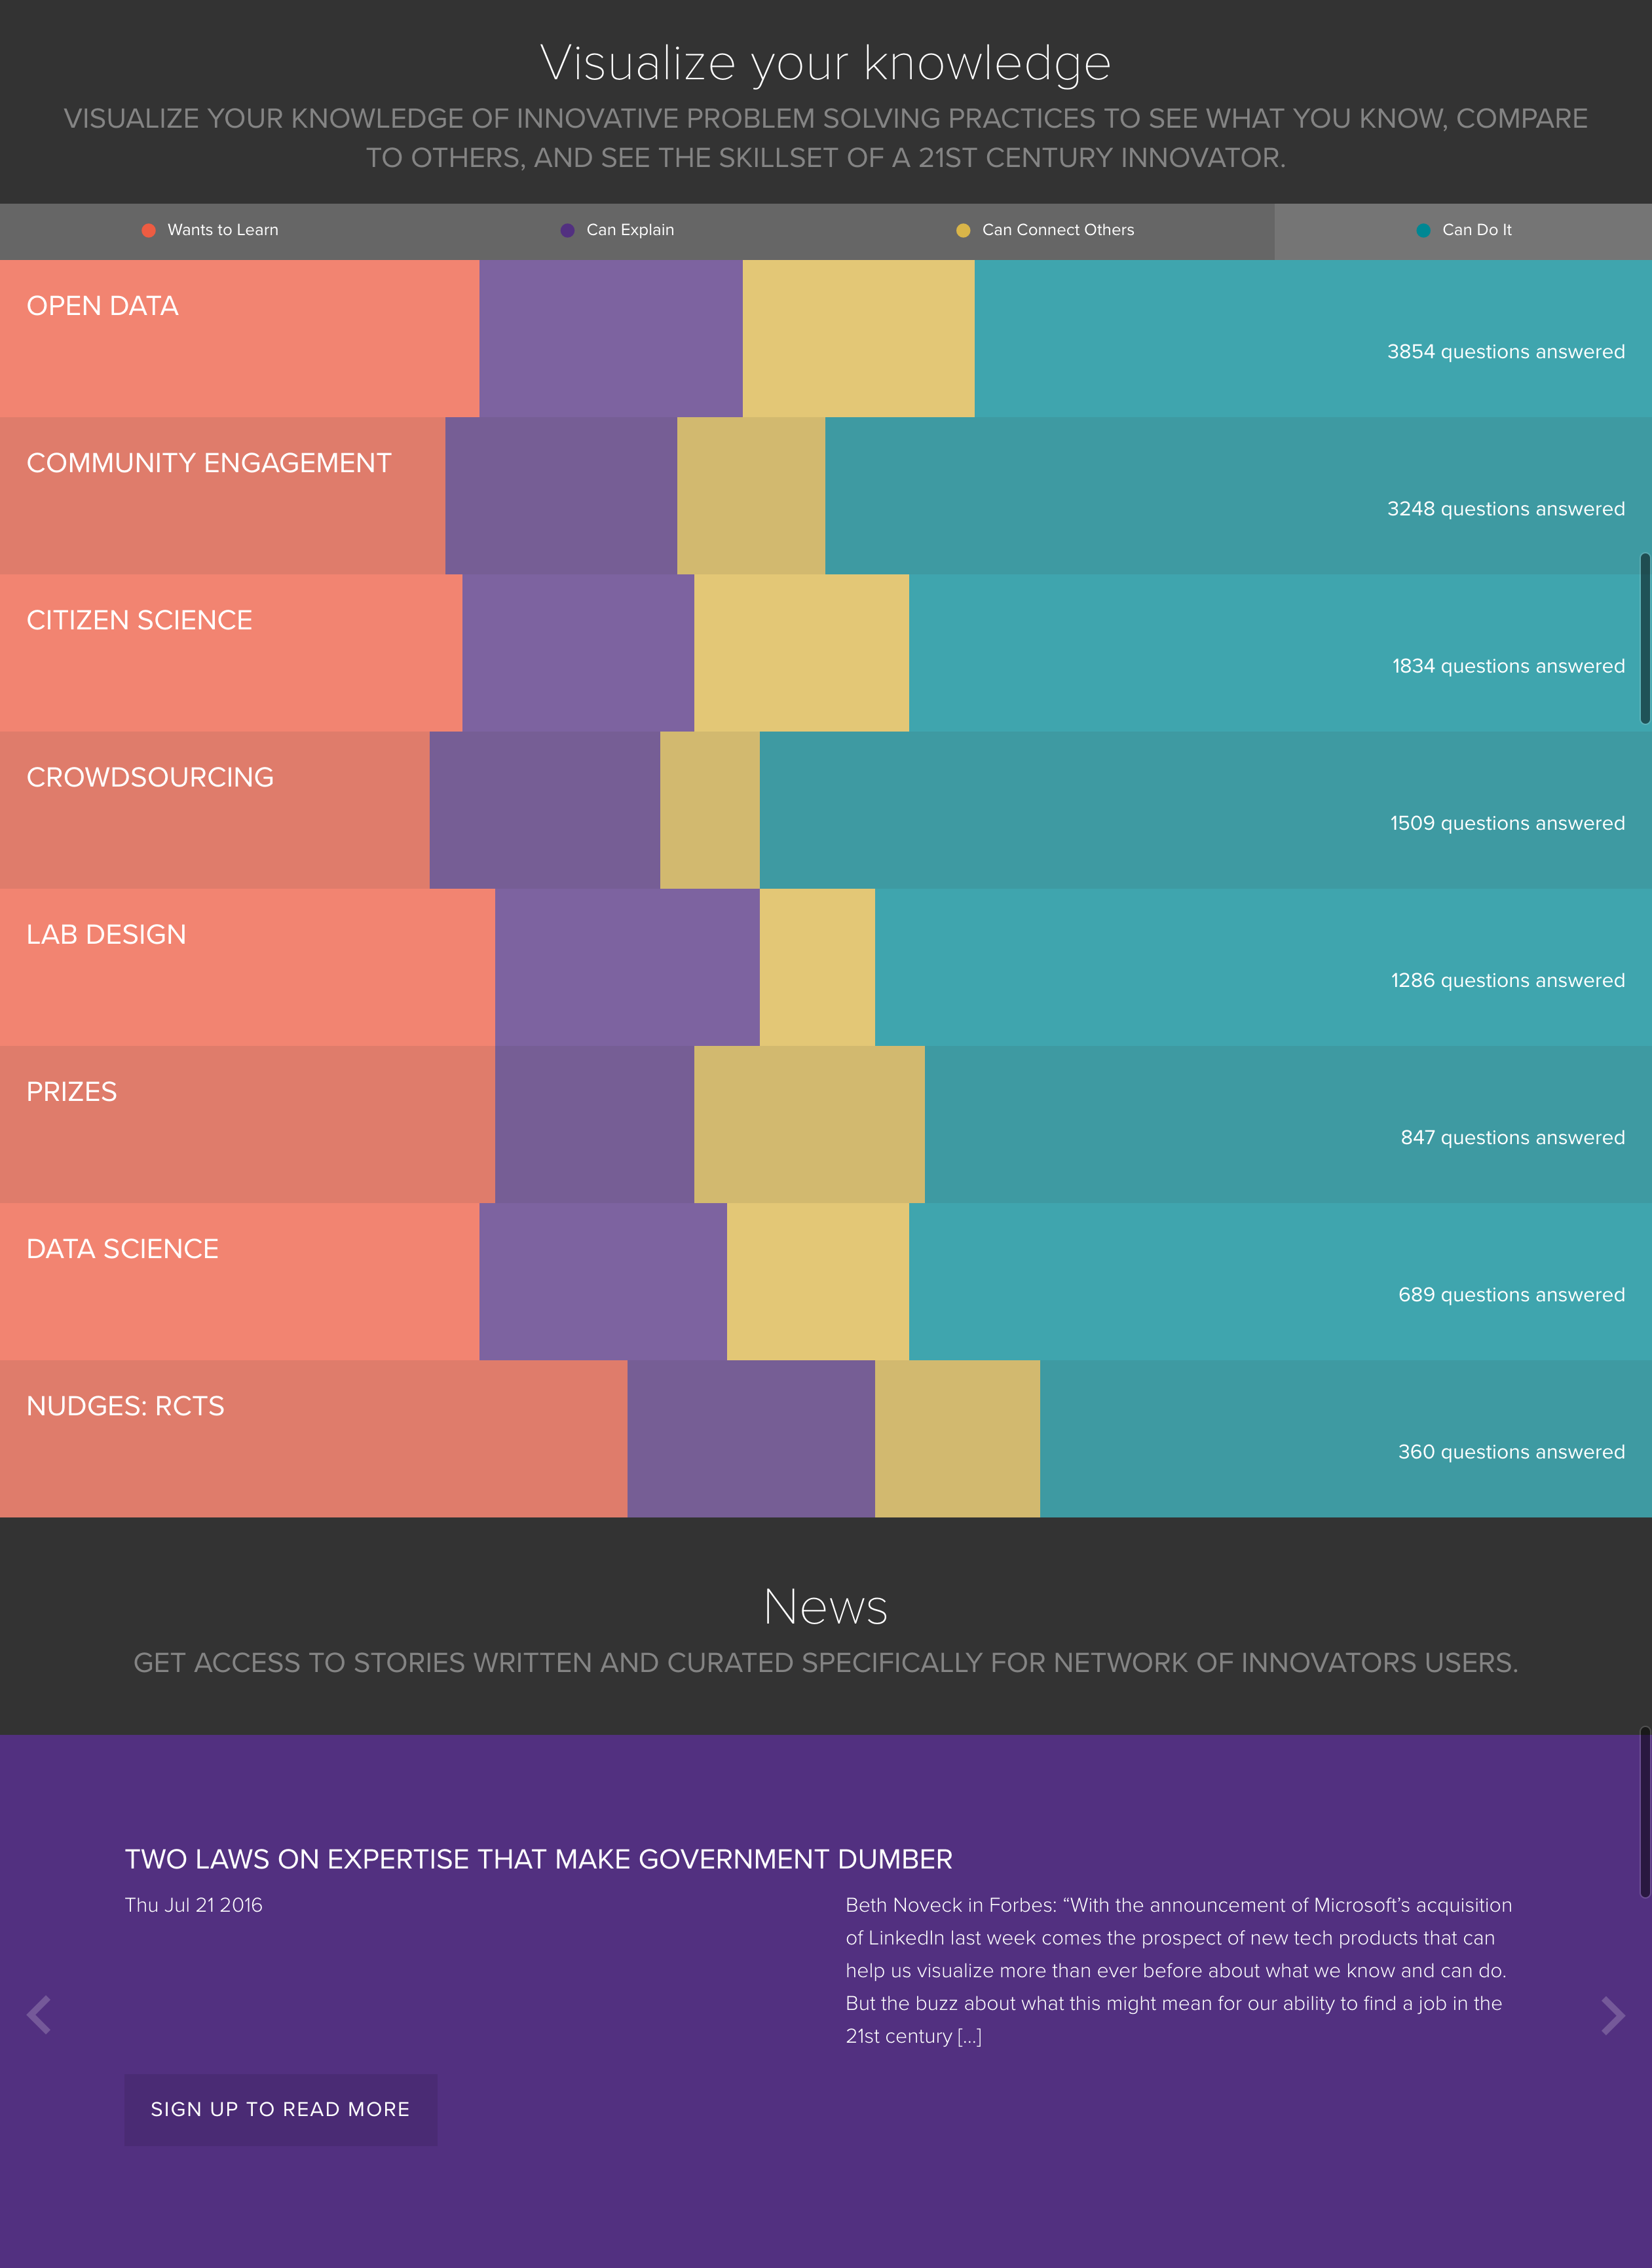 Visualize your knowledge
VISUALIZE YOUR KNOWLEDGE OF INNOVATIVE PROBLEM SOLVING PRACTICES TO SEE WHAT YOU KNOW, COMPARE
TO OTHERS, AND SEE THE SKILLSET OF A 21ST CENTURY INNOVATOR.
Wants to Learn
Can Explain
Can Connect Others
Can Do It
OPEN DATA
3854 questions answered
COMMUNITY ENGAGEMENT
3248 questions answered
CITIZEN SCIENCE
1834 questions answered
CROWDSOURCING
1509 questions answered
LAB DESIGN
1286 questions answered
PRIZES
847 questions answered
DATA SCIENCE
689 questions answered
NUDGES: RCTS
360 questions answered
News
GET ACCESS TO STORIES WRITTEN AND CURATED SPECIFICALLY FOR NETWORK OF INNOVATORS USERS.
TWO LAWS ON EXPERTISE THAT MAKE GOVERNMENT DUMBER
Thu Jul 21 2016
Beth Noveck in Forbes: “With the announcement of Microsoft’s acquisition
of LinkedIn last week comes the prospect of new tech products that can
help us visualize more than ever before about what we know and can do.
But the buzz about what this might mean for our ability to find a job in the
21st century [...]
SIGN UP TO READ MORE